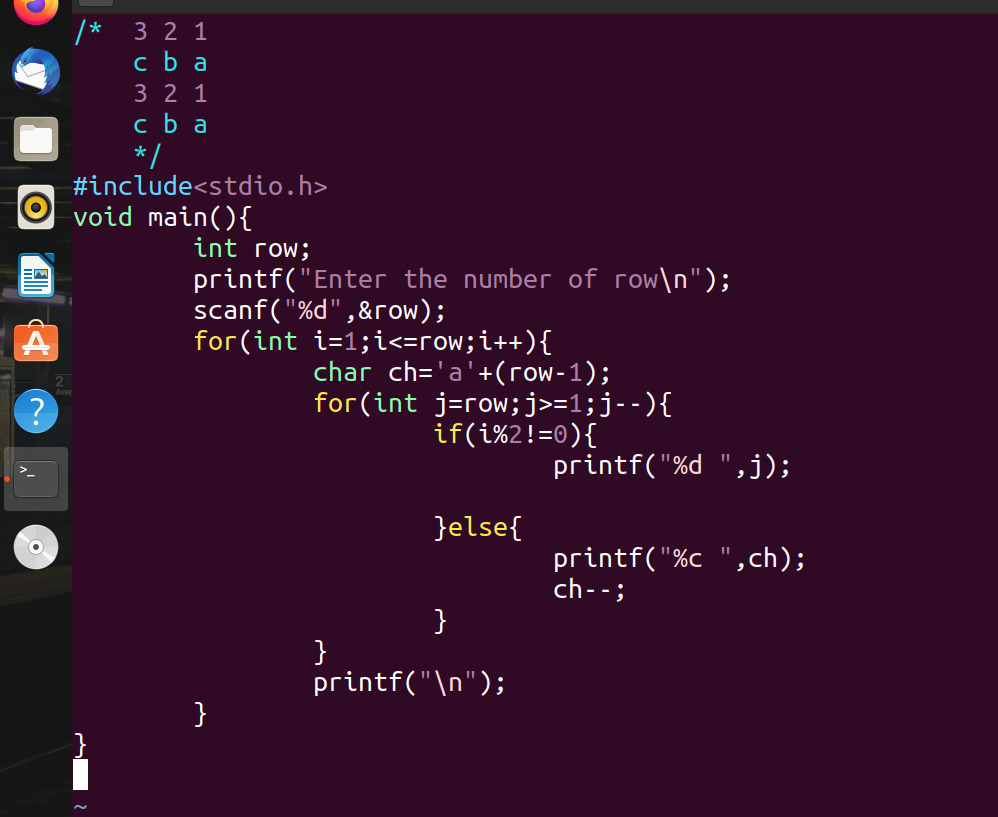 /*  3 2 1
    c b a
    3 2 1
    c b a
    */
#include<stdio.h>
void main(){
        int row;
        printf("Enter the number of row\n");
        scanf("%d",&row);
        for(int i=1;i<=row;i++){
                char ch='a'+(row-1);
                for(int j=row;j>=1;j--){
                        if(i%2!=0){
                                printf("%d ",j);

                        }else{
                                printf("%c ",ch);
                                ch--;
                        }
                }
                printf("\n");
        }
}
~